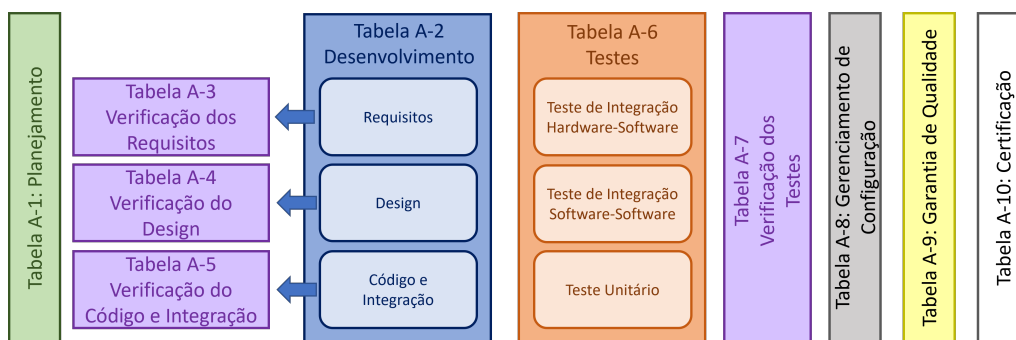 Tabela A-1: Planejamento
Tabela A-3
Verificação dos
Requisitos
Tabela A-4
Verificação do
Design
Tabela A-5
Verificação do
Código e Integração
Tabela A-2
Desenvolvimento
Requisitos
Design
Código e
Integração
Tabela A-6
Testes
Teste de Integração
Hardware-Software
Teste de Integração
Software-Software
Teste Unitário
Tabela A-7
Verificação dos
Testes
Tabela A-8: Gerenciamento de
Configuração
Tabela A-9: Garantia de Qualidade
Tabela A-10: Certificação